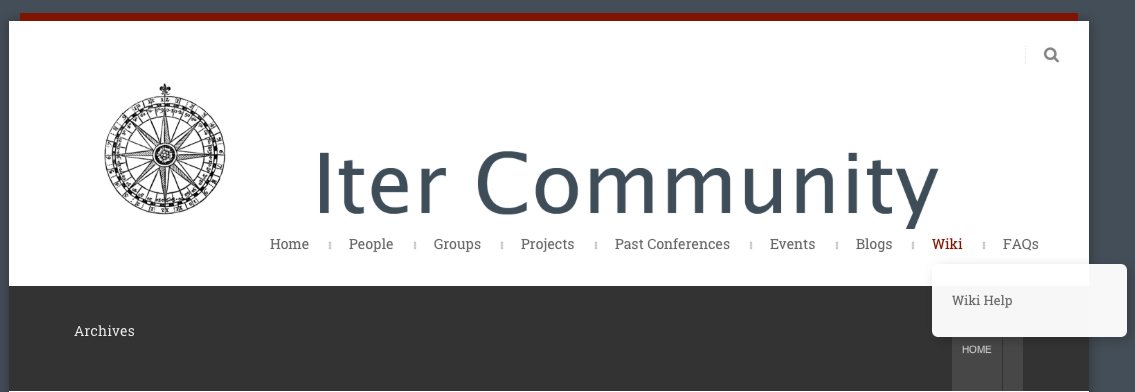 Iter Community
Home People Groups Projects Past Conferences Events Blogs Wiki FAQs
Wiki Help
Archives
HOME